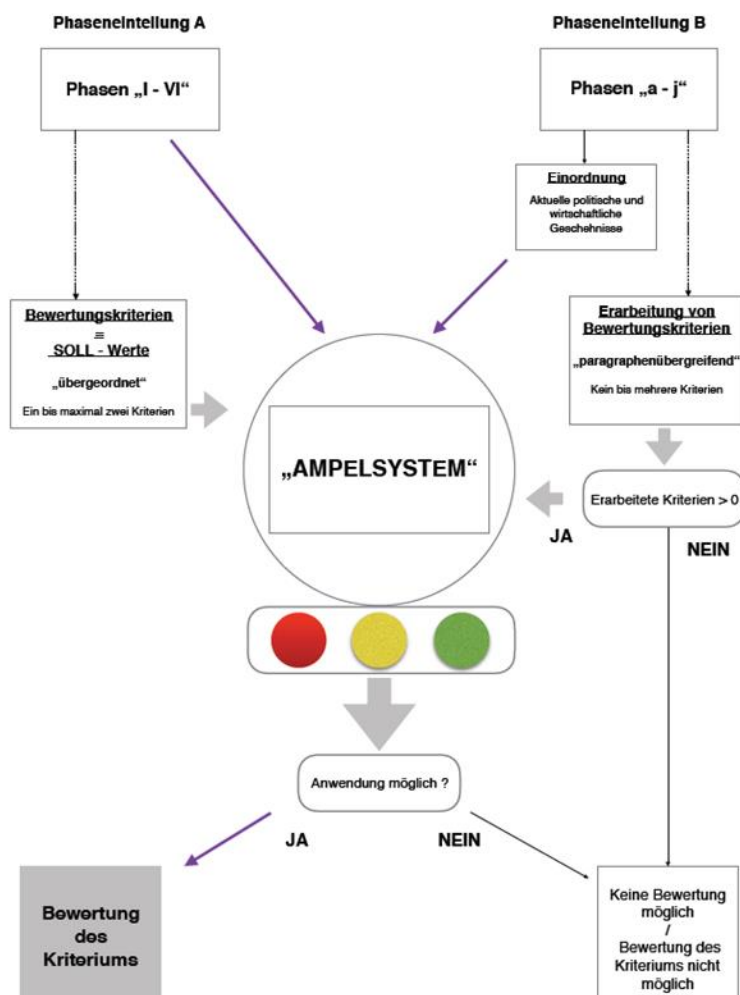 Phaseneinteilung A
Phaseneinteilung B
Phasen „I - VI“
Phasen „a - j“
Einordnung
Aktuelle politische und
wirtschaftliche
Geschehnisse
Bewertungskriterien
=
SOLL - Werte
„übergeordnet“
Ein bis maximal zwei Kriterien
Erarbeitung von
Bewertungskriterien
„paragraphenübergreifend“
Kein bis mehrere Kriterien
„AMPELSYSTEM“
Erarbeitete Kriterien > 0
JA
NEIN
Anwendung möglich ?
JA
NEIN
Bewertung
des
Kriteriums
Keine Bewertung
möglich
/
Bewertung des
Kriteriums nicht
möglich